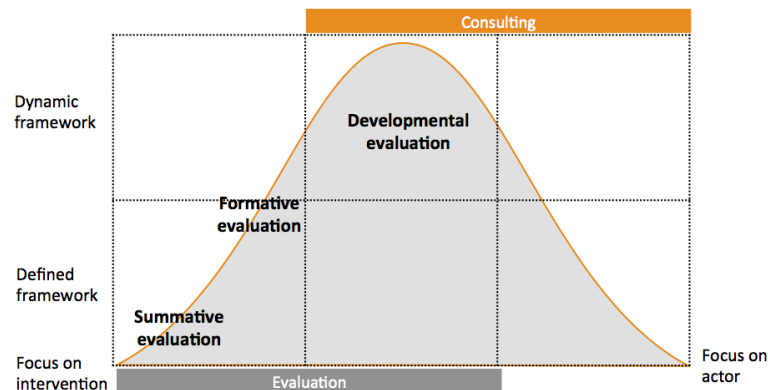 Consulting
Dynamic
framework
Developmental
evaluation
Formative
evaluation
Defined
framework
Summative
evaluation
Focus on
intervention
Focus on
actor
Evaluation